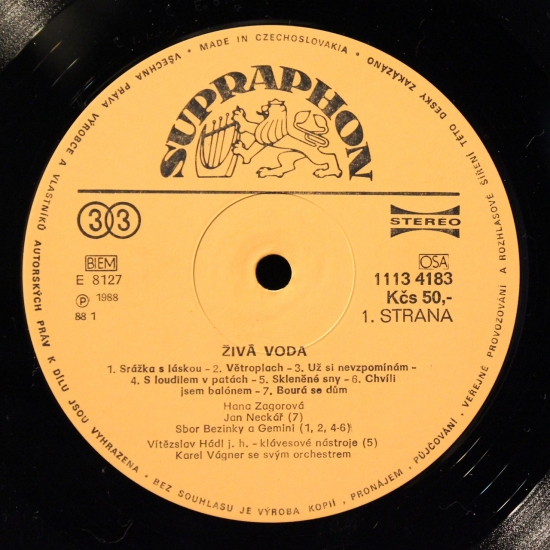 VŠECHNA PRÁVA VÝROBCE A VLASTNÍKŮ AUTORSKÝCH PRÁV K DÍLU JSOU VYHRAZENA • BEZ SOUHLASU JE VÝROBA KOPIÍ, PRONÁJEM, PŮJČOVÁNÍ, VEŘEJNÉ PROVOZOVÁNÍ A ROZHLASOVÉ ŠÍŘENÍ TÉTO DESKY ZAKÁZÁNO • MADE IN CZECHOSLOVAKIA •
SUPRAPHON
33
STEREO
BIEM
OSA
E 8127
1113 4183
℗ 1988
Kčs 50,-
88 1
1. STRANA
ŽIVÁ VODA
1. Srážka s láskou – 2. Větroplach – 3. Už si nevzpomínám –
– 4. S loudilem v patách – 5. Skleněné sny – 6. Chvíli
jsem balónem – 7. Bourá se dům
Hana Zagorová
Jan Neckář (7)
Sbor Bezinky a Gemini (1, 2, 4-6)
Vítězslav Hádl j. h. - klávesové nástroje (5)
Karel Vágner se svým orchestrem